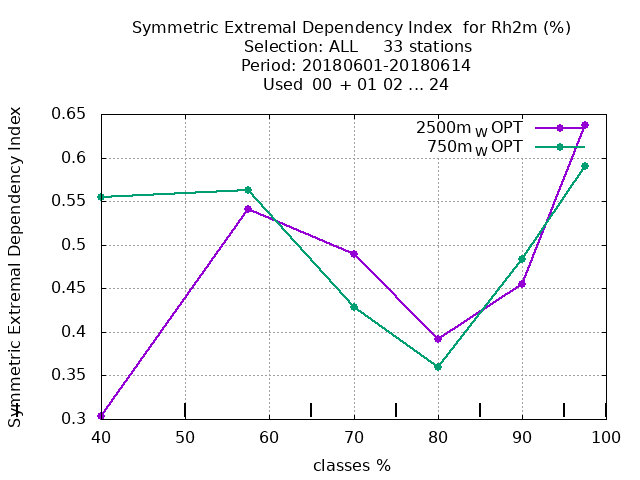 Symmetric Extremal Dependency Index  for Rh2m (%)
Selection: ALL     33 stations
Period: 20180601-20180614
Used  00 + 01 02 ... 24
Symmetric Extremal Dependency Index
0.65
0.6
0.55
0.5
0.45
0.4
0.35
0.3
2500m_W OPT
750m_W OPT
40 50 60 70 80 90 100
classes %